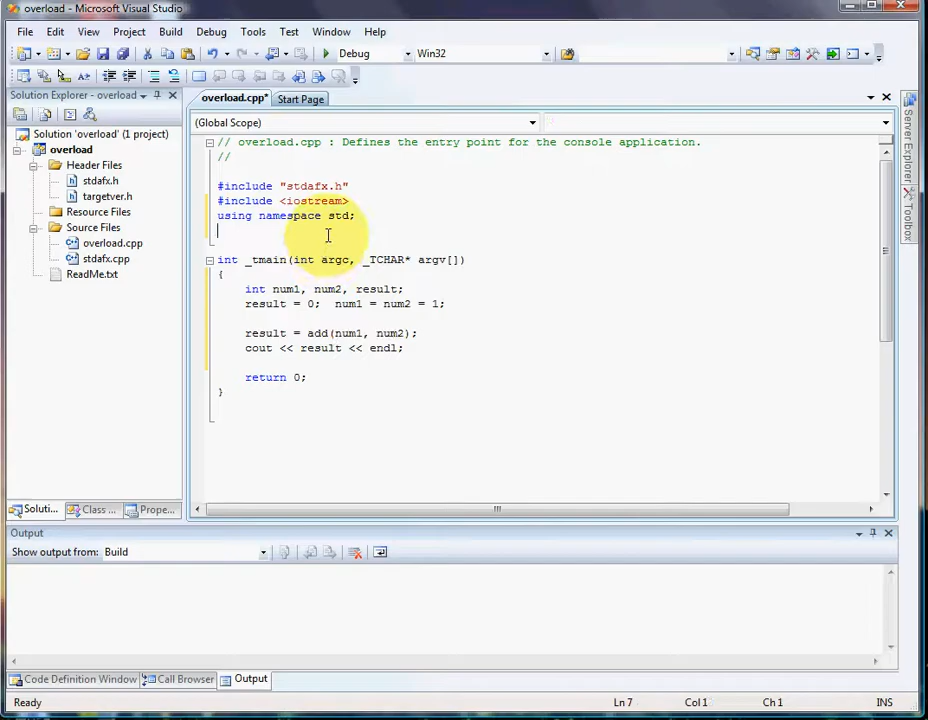 overload - Microsoft Visual Studio
File Edit View Project Build Debug Tools Test Window Help
Debug Win32
Solution Explorer - overload
overload.cpp* Start Page
(Global Scope)
Solution 'overload' (1 project)
overload
Header Files
stdafx.h
targetver.h
Resource Files
Source Files
overload.cpp
stdafx.cpp
ReadMe.txt
// overload.cpp : Defines the entry point for the console application.
//
#include "stdafx.h"
#include <iostream>
using namespace std;
int _tmain(int argc, _TCHAR* argv[])
{
int num1, num2, result;
result = 0; num1 = num2 = 1;
result = add(num1, num2);
cout << result << endl;
return 0;
}
Server Explorer
Toolbox
Soluti... Class ... Prope...
Output
Show output from: Build
Code Definition Window Call Browser Output
Ready Ln 7 Col 1 Ch 1 INS